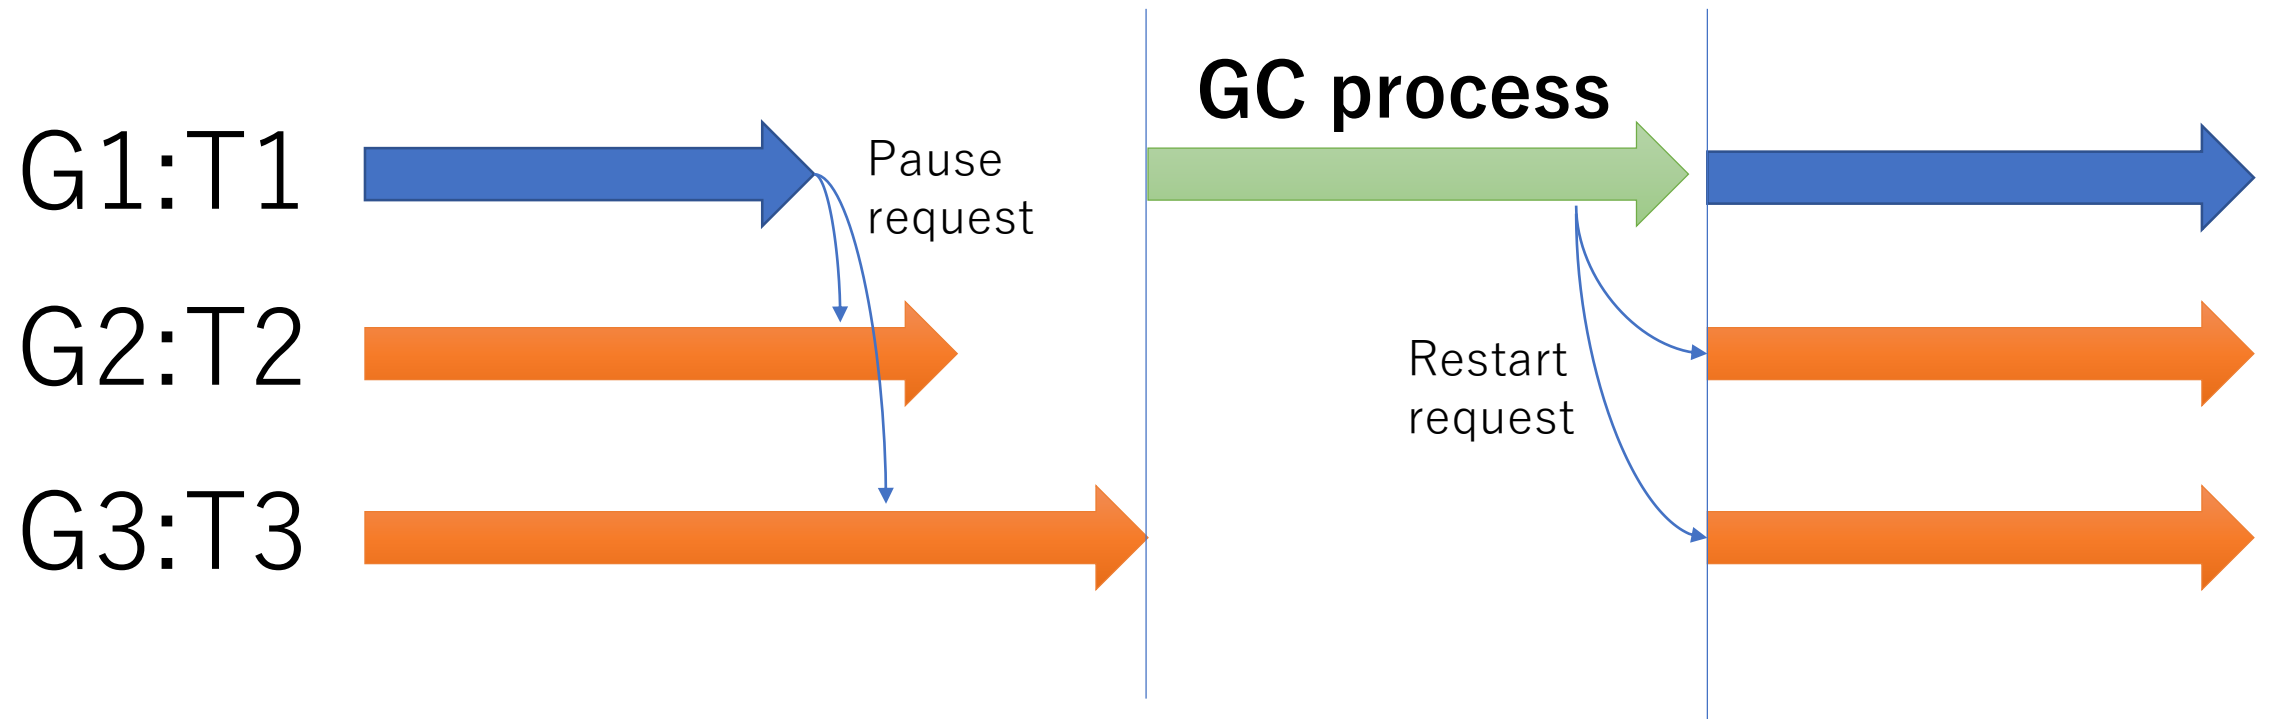 GC process
G1:T1
Pause
request
G2:T2
Restart
request
G3:T3